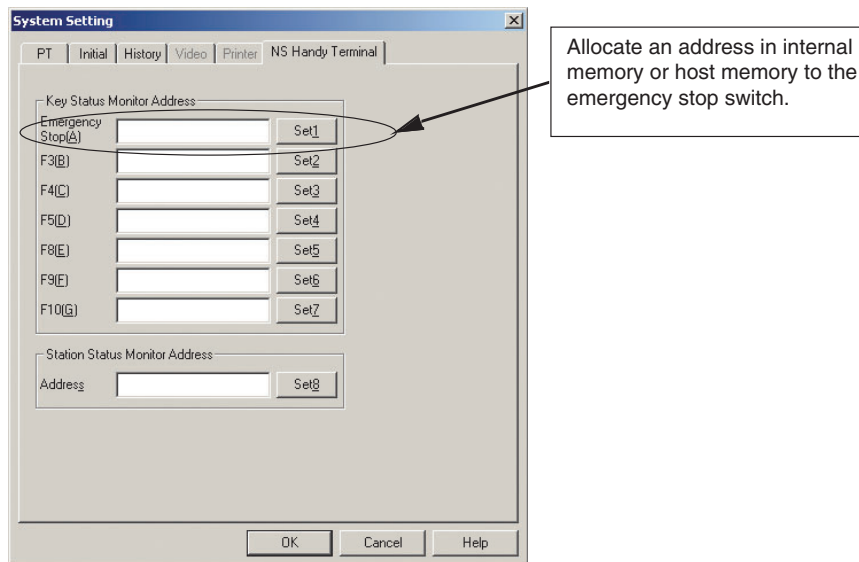 System Setting
PT Initial History Video Printer NS Handy Terminal
Key Status Monitor Address
Emergency
Stop(A) Set1
F3(B) Set2
F4(C) Set3
F5(D) Set4
F8(E) Set5
F9(F) Set6
F10(G) Set7
Station Status Monitor Address
Address Set8
OK Cancel Help
Allocate an address in internal
memory or host memory to the
emergency stop switch.